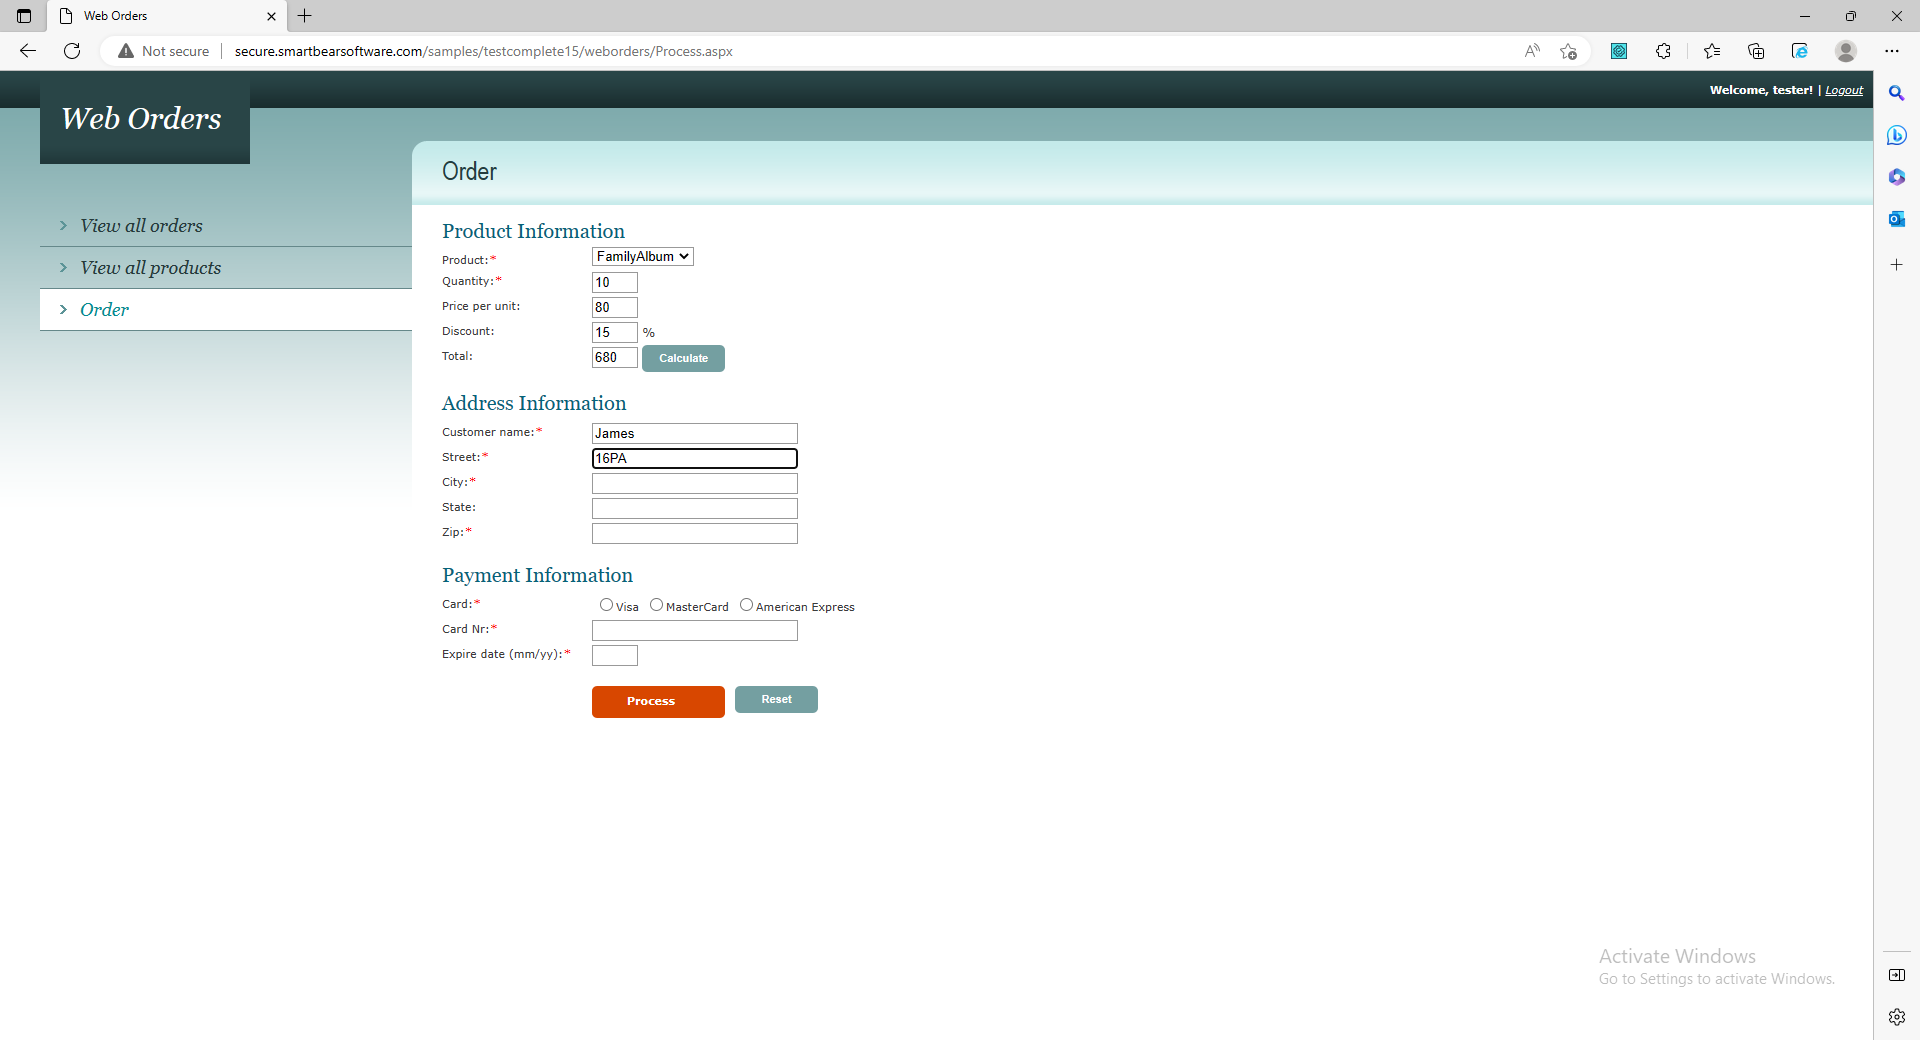 Web Orders
Not secure
secure.smartbearsoftware.com/samples/testcomplete15/weborders/Process.aspx
Welcome, tester! | Logout
Web Orders
Order
View all orders
View all products
Order
Product Information
Product:* FamilyAlbum
Quantity:* 10
Price per unit: 80
Discount: 15 %
Total: 680 Calculate
Address Information
Customer name:* James
Street:* 16PA
City:*
State:
Zip:*
Payment Information
Card:* Visa MasterCard American Express
Card Nr:*
Expire date (mm/yy):*
Process Reset
Activate Windows
Go to Settings to activate Windows.